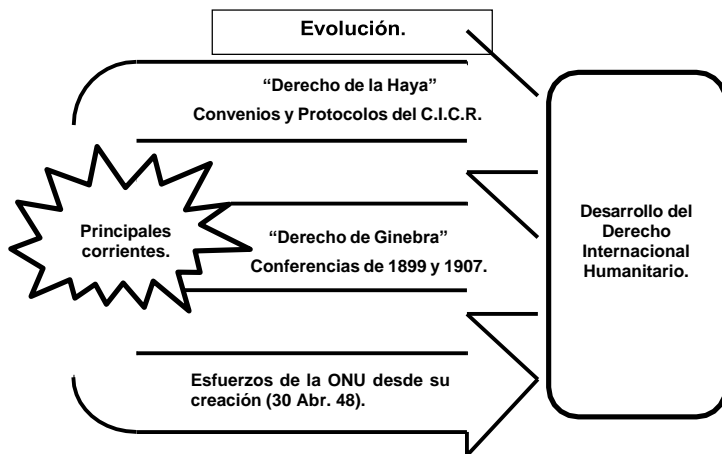 Evolución.
“Derecho de la Haya”
Convenios y Protocolos del C.I.C.R.
Principales
corrientes.
“Derecho de Ginebra”
Conferencias de 1899 y 1907.
Esfuerzos de la ONU desde su
creación (30 Abr. 48).
Desarrollo del
Derecho
Internacional
Humanitario.